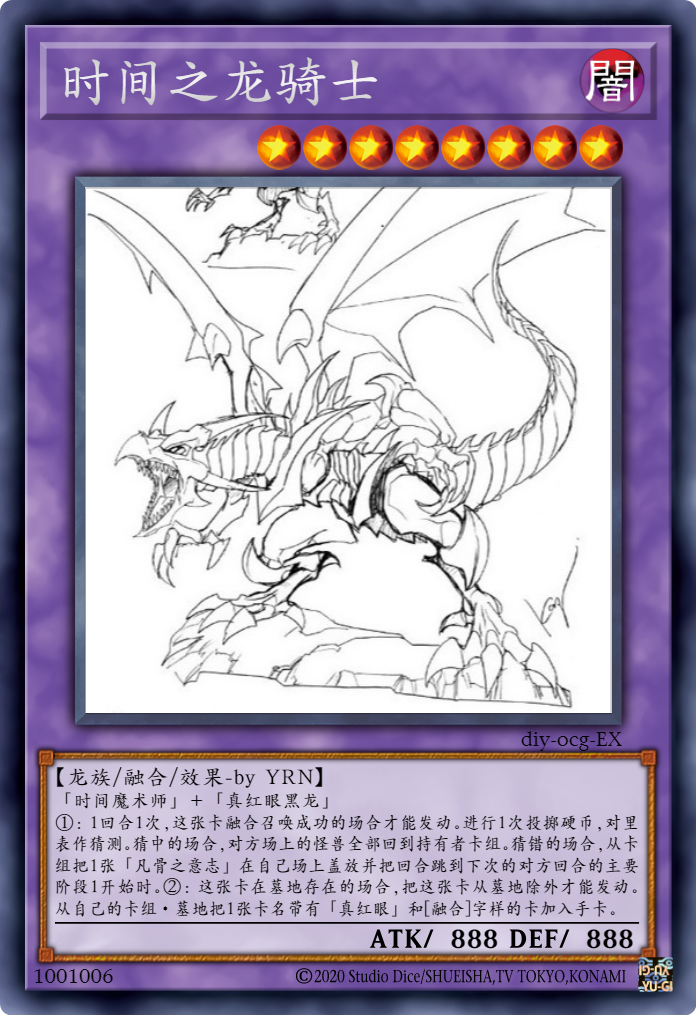 时间之龙骑士
闇
diy-ocg-EX
【龙族/融合/效果-by YRN】
「时间魔术师」＋「真红眼黑龙」
①：1回合1次,这张卡融合召唤成功的场合才能发动。进行1次投掷硬币,对里
表作猜测。猜中的场合,对方场上的怪兽全部回到持有者卡组。猜错的场合,从卡
组把1张「凡骨之意志」在自己场上盖放并把回合跳到下次的对方回合的主要
阶段1开始时。②：这张卡在墓地存在的场合,把这张卡从墓地除外才能发动。
从自己的卡组・墓地把1张卡名带有「真红眼」和[融合]字样的卡加入手卡。
ATK/ 888 DEF/ 888
1001006
©2020 Studio Dice/SHUEISHA,TV TOKYO,KONAMI
YU-GI